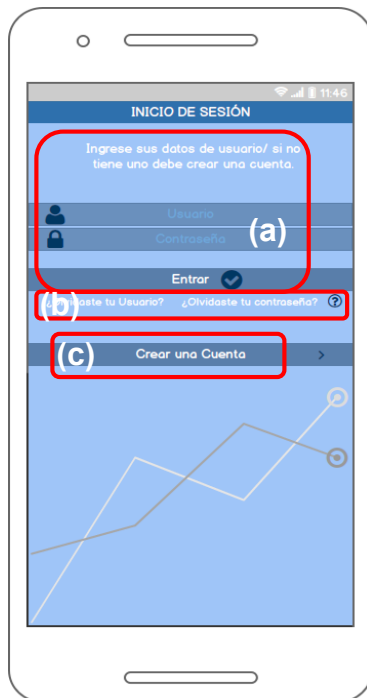 11:46
INICIO DE SESIÓN
Ingrese sus datos de usuario/ si no
tiene uno debe crear una cuenta.
Usuario
(a)
Contraseña
Entrar
(b)
¿Olvidaste tu Usuario? ¿Olvidaste tu contraseña? ?
(c) Crear una Cuenta >